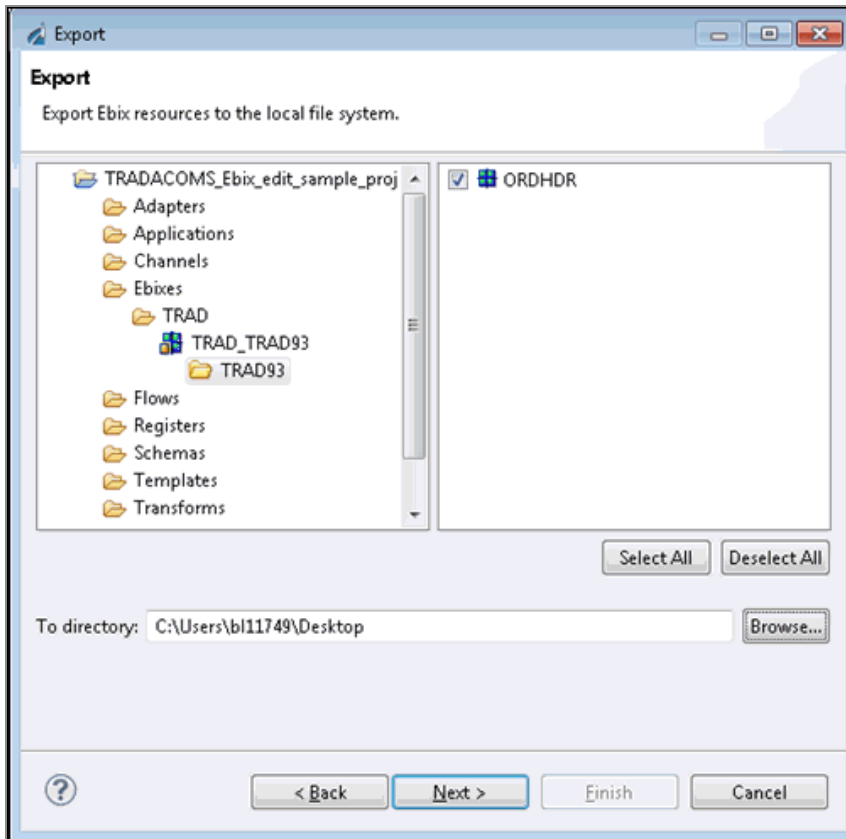 Export
Export
Export Ebix resources to the local file system.
TRADACOMS_Ebix_edit_sample_proj
Adapters
Applications
Channels
Ebixes
TRAD
TRAD_TRAD93
TRAD93
Flows
Registers
Schemas
Templates
Transforms
ORDHDR
Select All
Deselect All
To directory: C:\Users\bl11749\Desktop
Browse...
?
< Back
Next >
Finish
Cancel